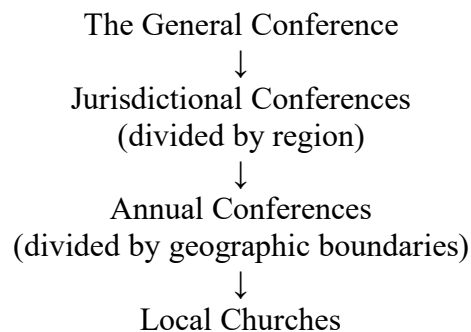 The General Conference
↓
Jurisdictional Conferences
(divided by region)
↓
Annual Conferences
(divided by geographic boundaries)
↓
Local Churches